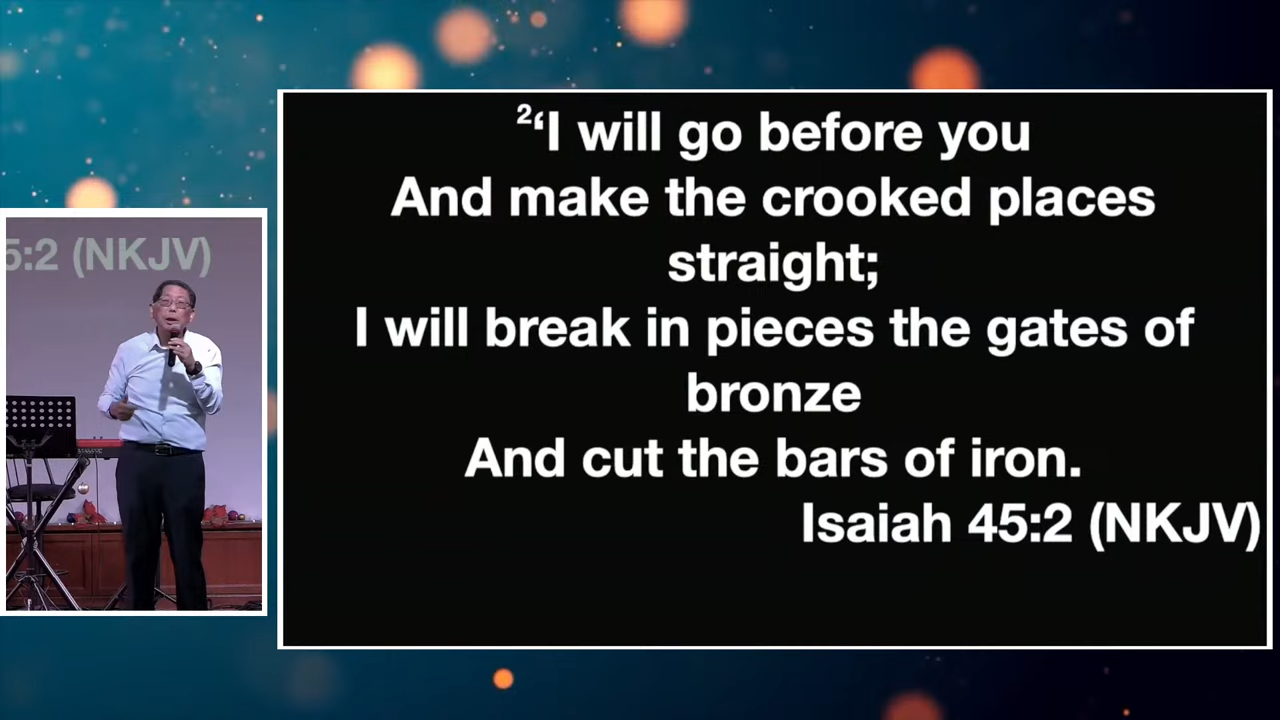 ²‘I will go before you
And make the crooked places
straight;
I will break in pieces the gates of
bronze
And cut the bars of iron.
Isaiah 45:2 (NKJV)
5:2 (NKJV)